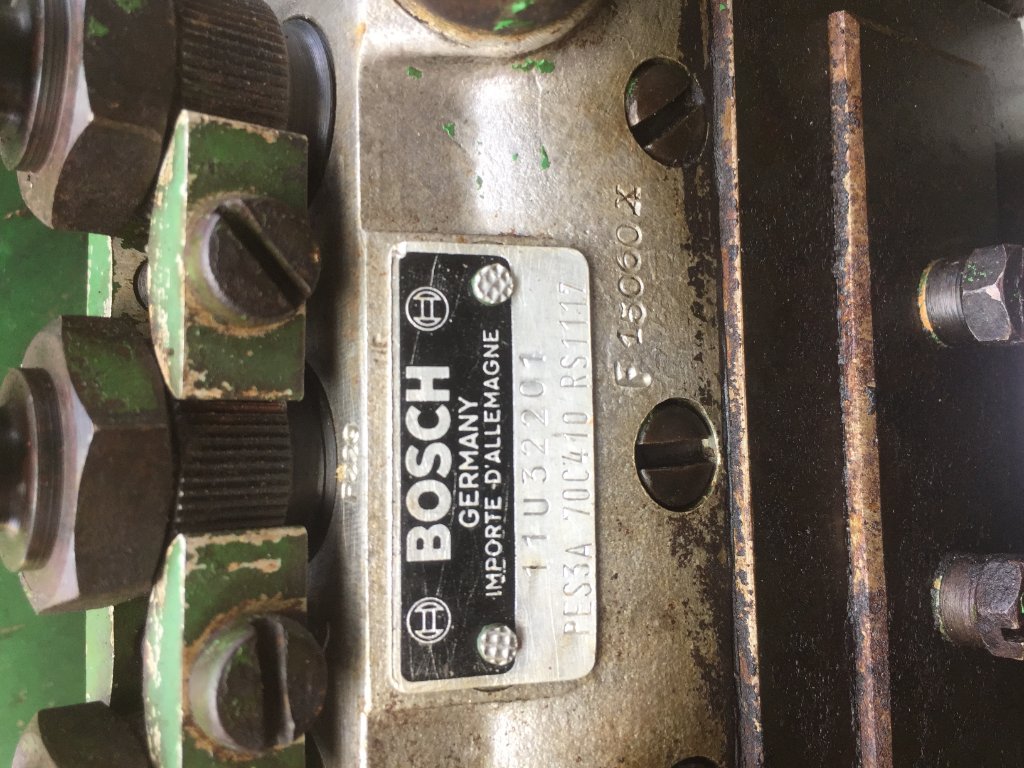 BOSCH
GERMANY
IMPORTE D'ALLEMAGNE
11U32201
PES3A 70C410 RS1117
F 15060 X